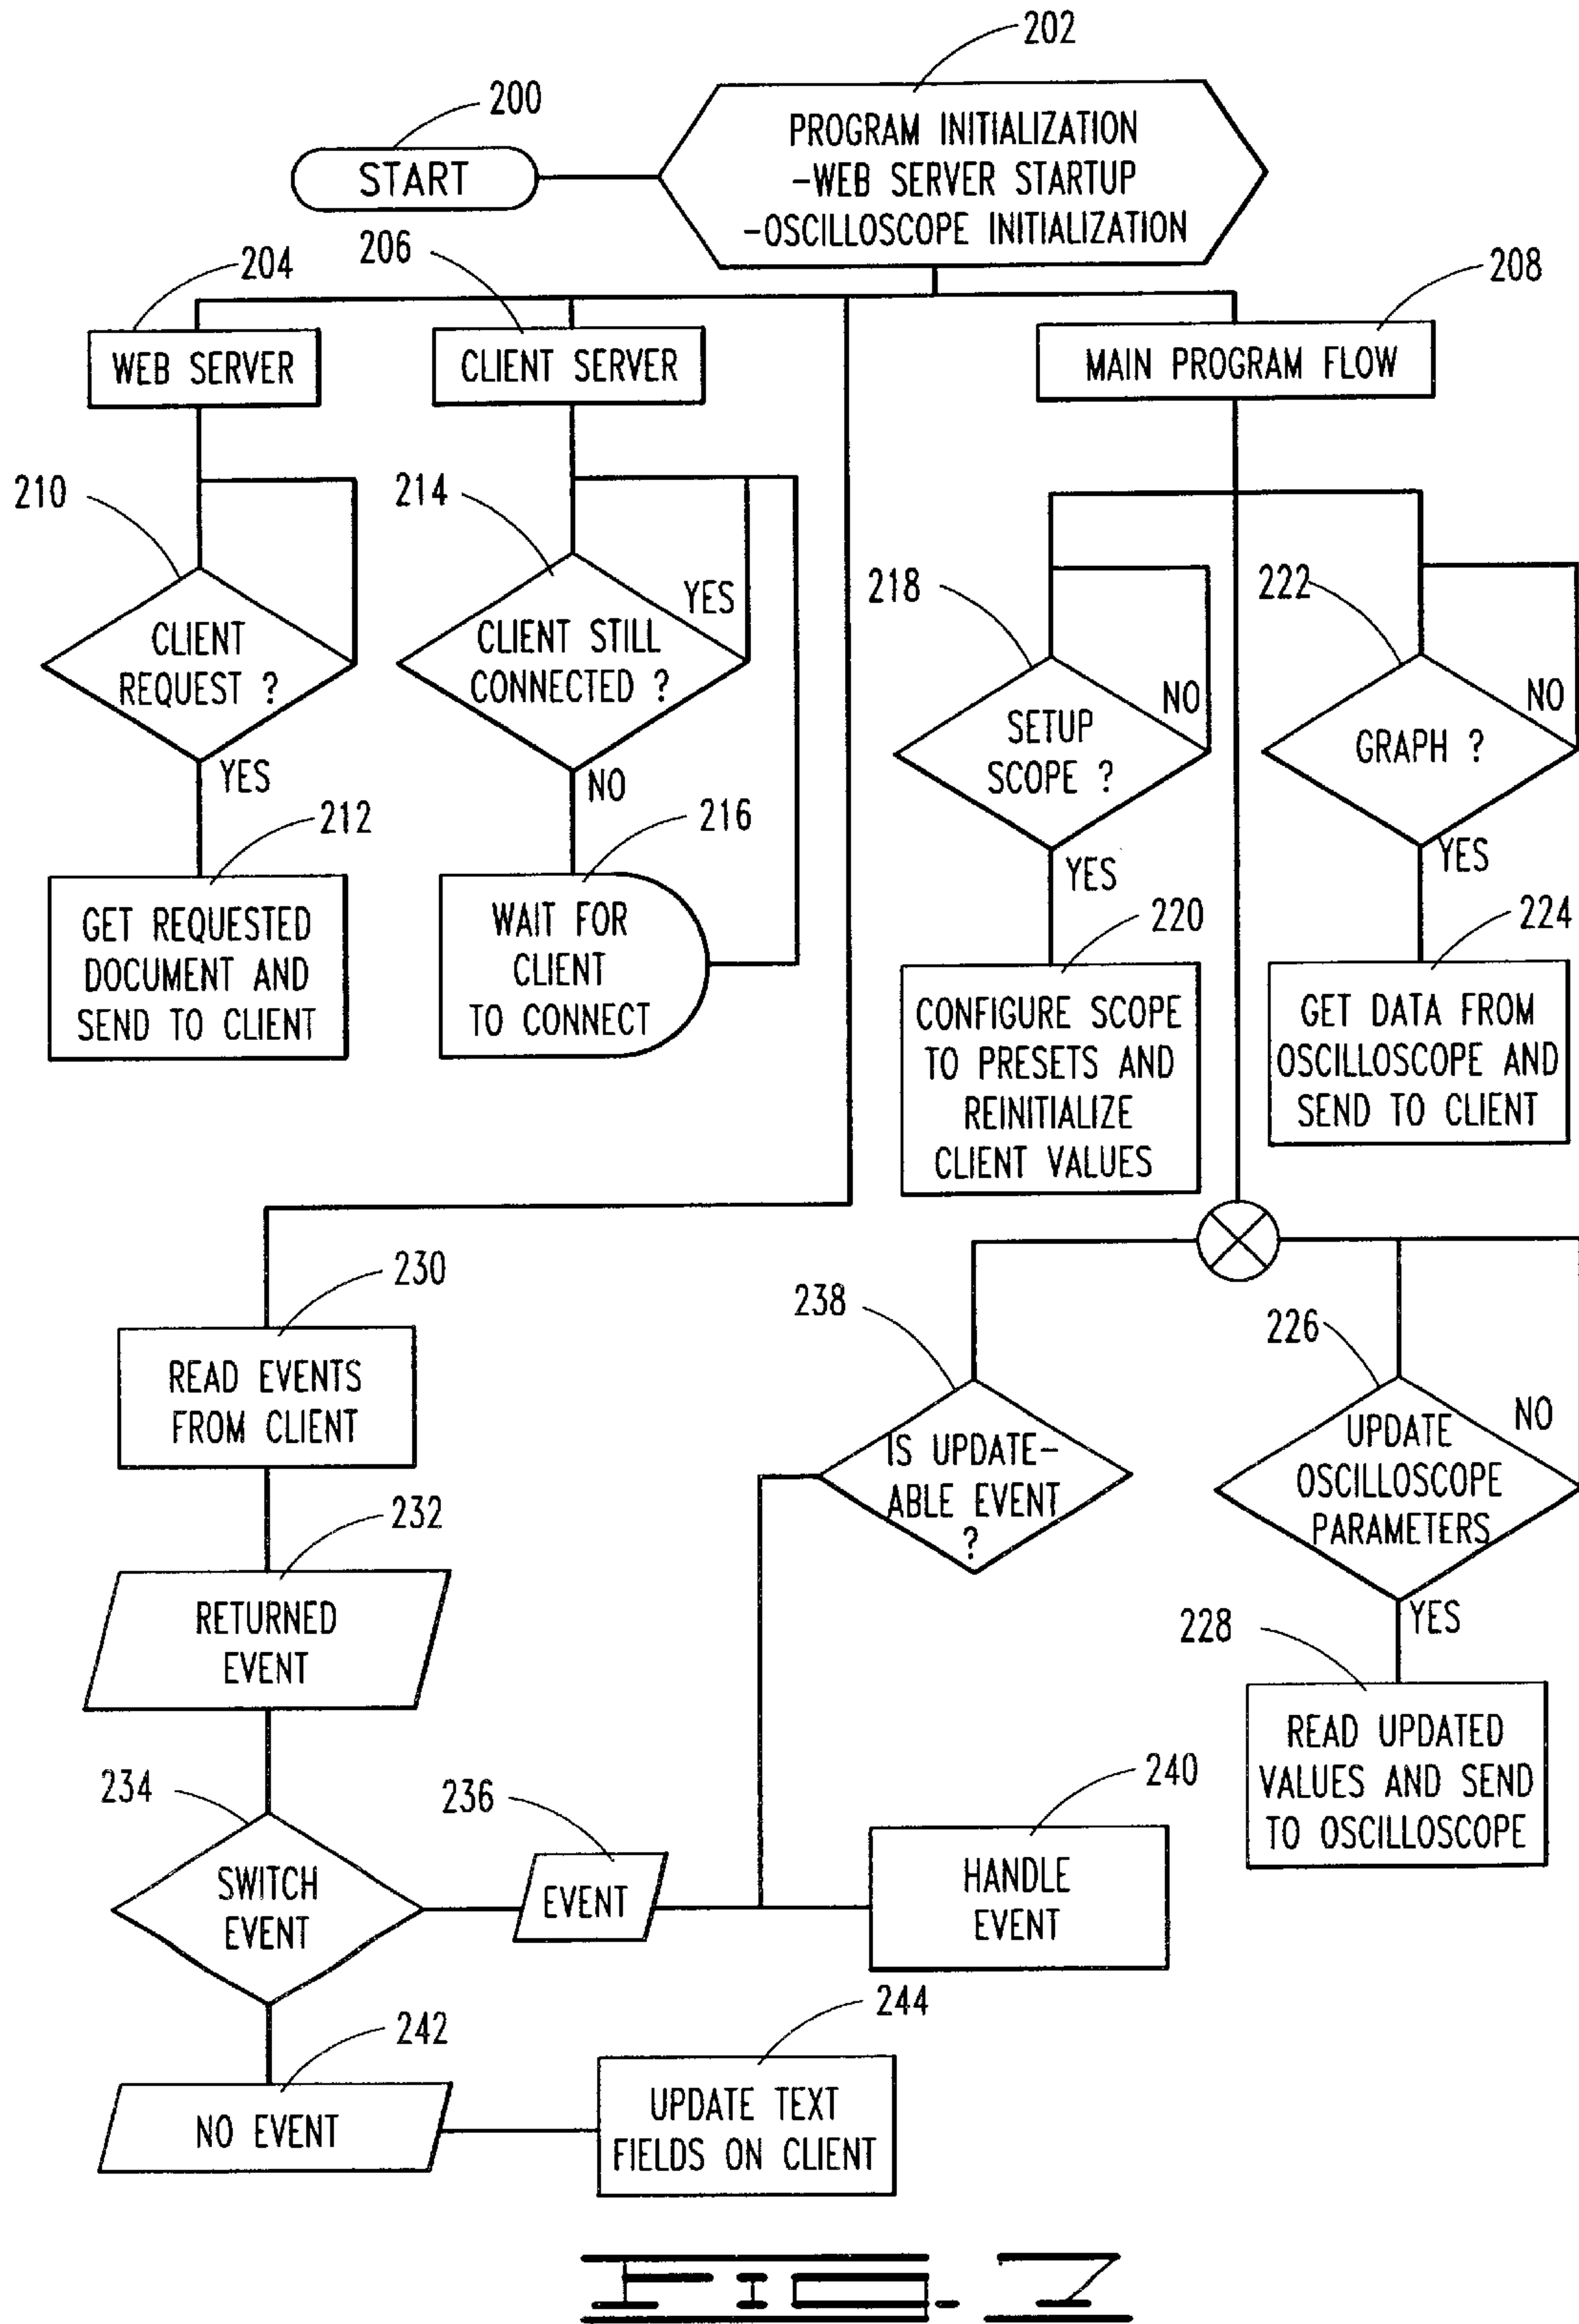 202
200
START
PROGRAM INITIALIZATION
-WEB SERVER STARTUP
-OSCILLOSCOPE INITIALIZATION
204
206
208
WEB SERVER
CLIENT SERVER
MAIN PROGRAM FLOW
210
CLIENT
REQUEST ?
YES
212
GET REQUESTED
DOCUMENT AND
SEND TO CLIENT
214
YES
CLIENT STILL
CONNECTED ?
NO
216
WAIT FOR
CLIENT
TO CONNECT
218
NO
SETUP
SCOPE ?
YES
220
CONFIGURE SCOPE
TO PRESETS AND
REINITIALIZE
CLIENT VALUES
222
NO
GRAPH ?
YES
224
GET DATA FROM
OSCILLOSCOPE AND
SEND TO CLIENT
230
READ EVENTS
FROM CLIENT
232
RETURNED
EVENT
234
SWITCH
EVENT
236
EVENT
238
IS UPDATE-
ABLE EVENT
?
240
HANDLE
EVENT
226
NO
UPDATE
OSCILLOSCOPE
PARAMETERS
YES
228
READ UPDATED
VALUES AND SEND
TO OSCILLOSCOPE
242
NO EVENT
244
UPDATE TEXT
FIELDS ON CLIENT
FIG. 7